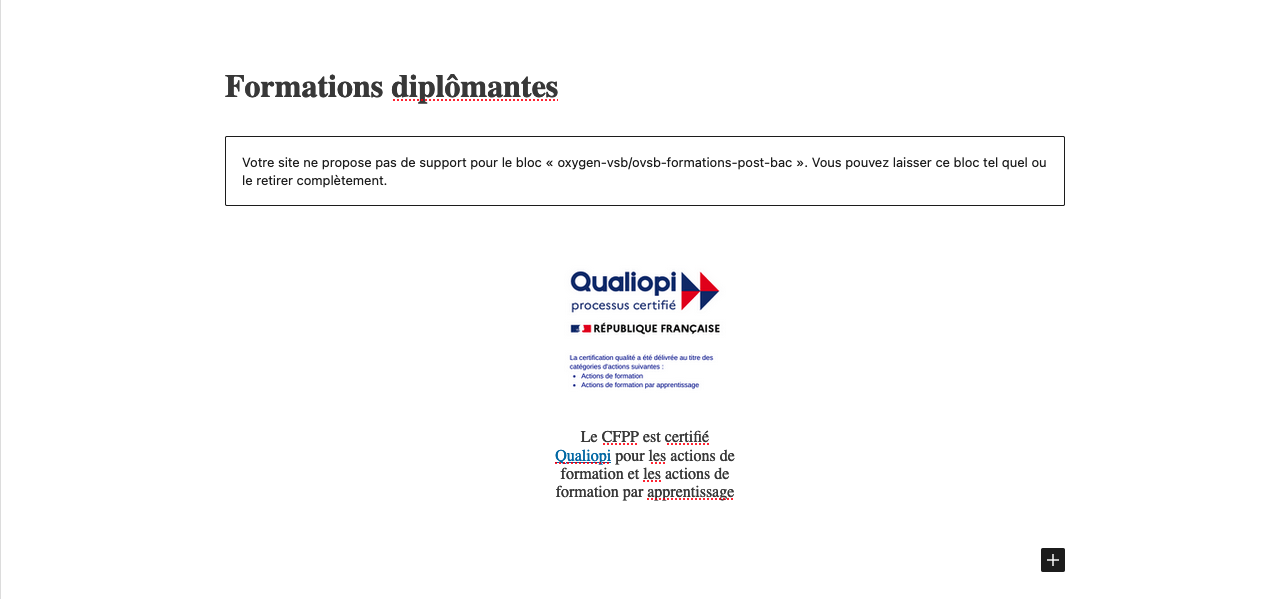 Formations diplômantes
Votre site ne propose pas de support pour le bloc « oxygen-vsb/ovsb-formations-post-bac ». Vous pouvez laisser ce bloc tel quel ou
le retirer complètement.
Qualiopi
processus certifié
RÉPUBLIQUE FRANÇAISE
La certification qualité a été délivrée au titre des
catégories d'actions suivantes :
• Actions de formation
• Actions de formation par apprentissage
Le CFPP est certifié
Qualiopi pour les actions de
formation et les actions de
formation par apprentissage